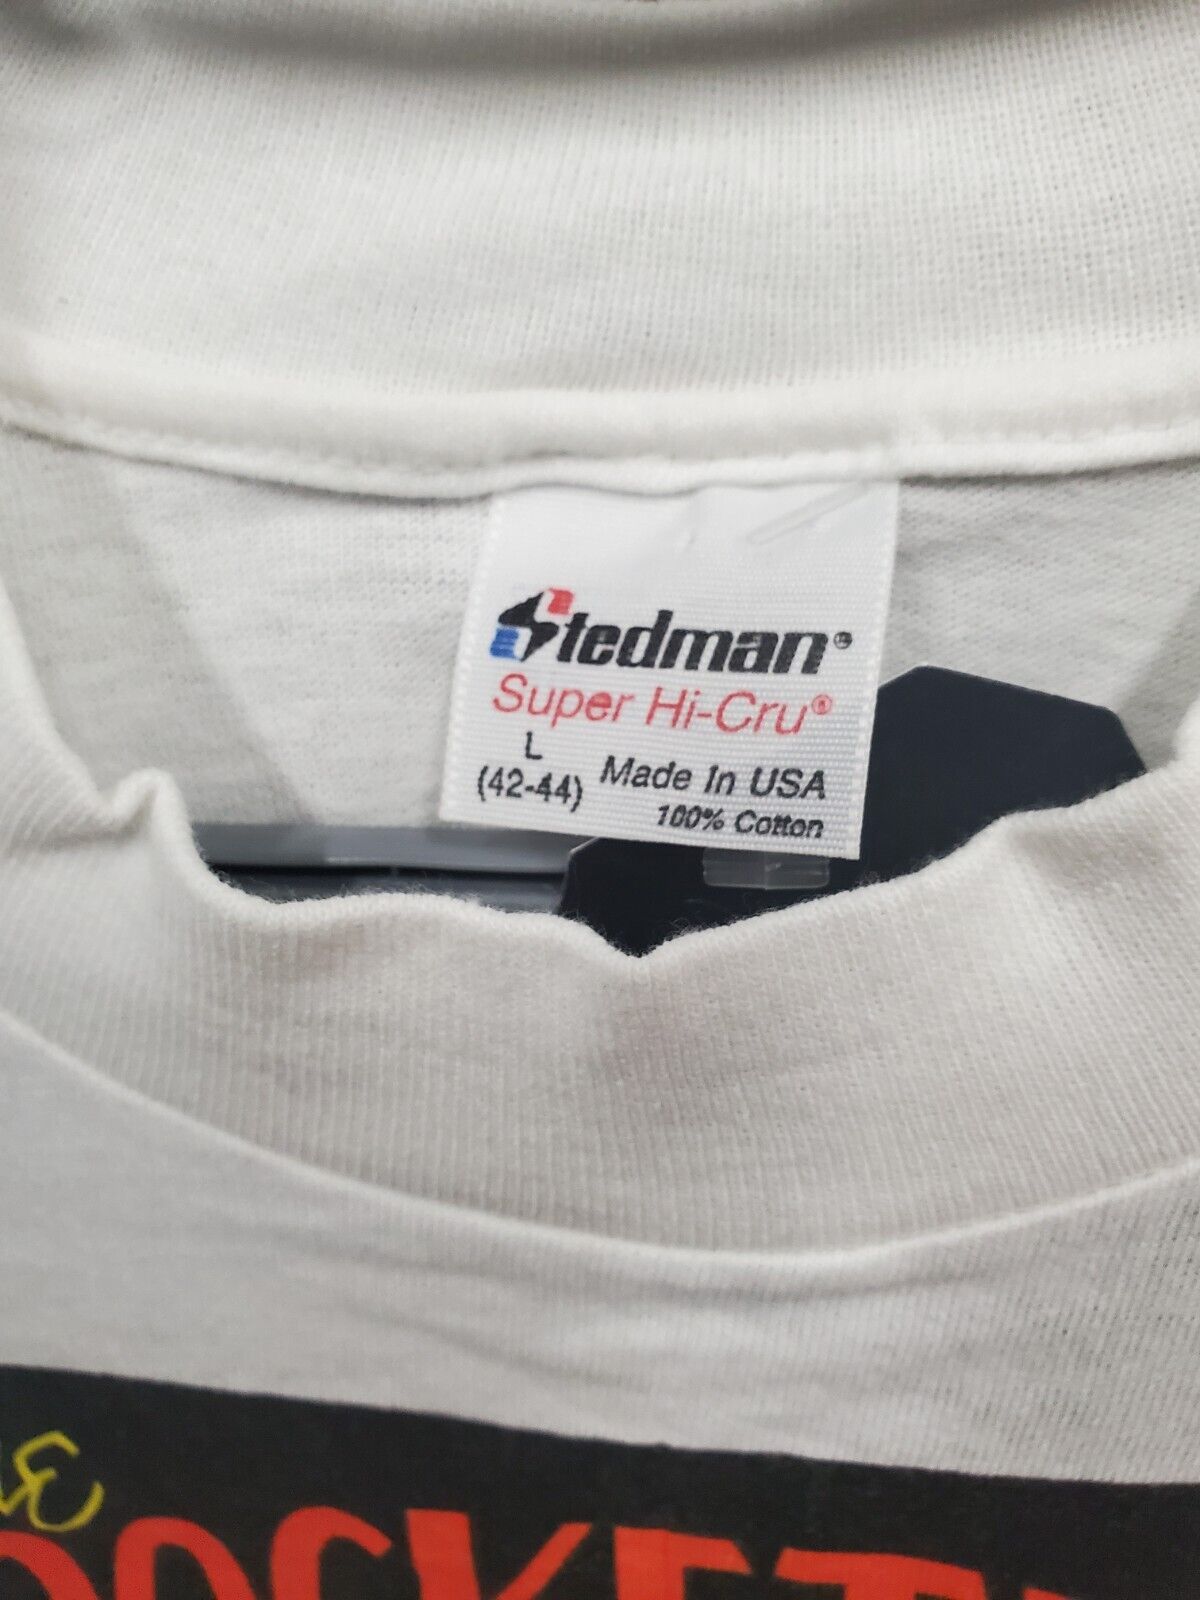 Stedman®
Super Hi-Cru®
L
(42-44)
Made In USA
100% Cotton